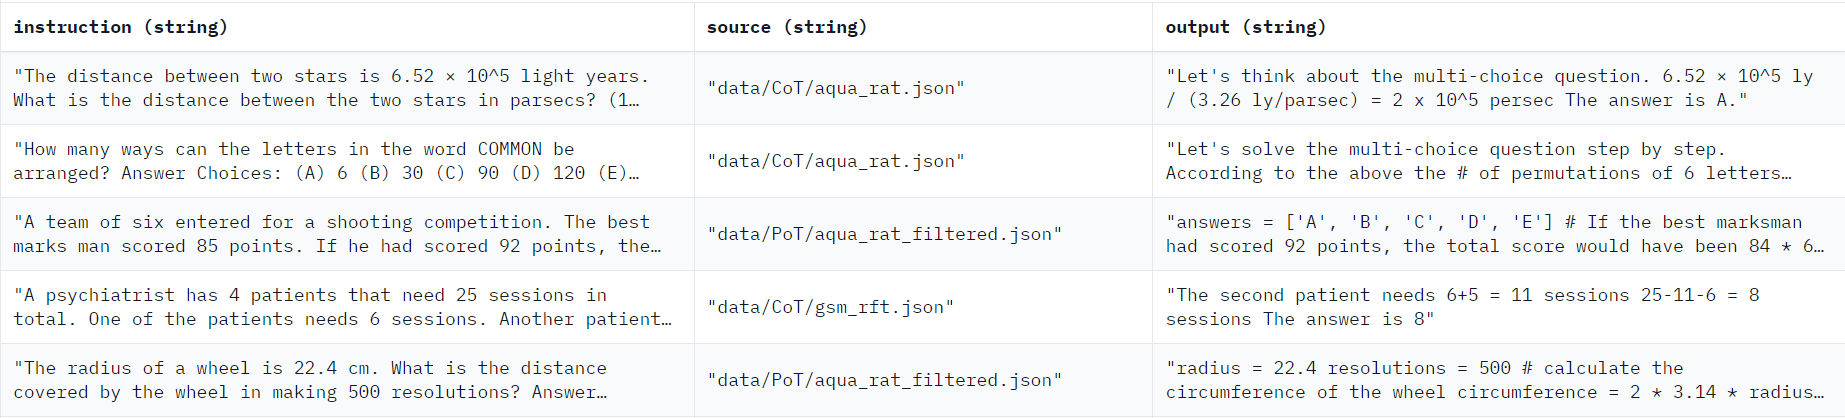 instruction (string) source (string) output (string)
"The distance between two stars is 6.52 × 10^5 light years.
What is the distance between the two stars in parsecs? (1…
"data/CoT/aqua_rat.json"
"Let's think about the multi-choice question. 6.52 × 10^5 ly
/ (3.26 ly/parsec) = 2 x 10^5 persec The answer is A."
"How many ways can the letters in the word COMMON be
arranged? Answer Choices: (A) 6 (B) 30 (C) 90 (D) 120 (E)…
"data/CoT/aqua_rat.json"
"Let's solve the multi-choice question step by step.
According to the above the # of permutations of 6 letters…
"A team of six entered for a shooting competition. The best
marks man scored 85 points. If he had scored 92 points, the…
"data/PoT/aqua_rat_filtered.json"
"answers = ['A', 'B', 'C', 'D', 'E'] # If the best marksman
had scored 92 points, the total score would have been 84 * 6…
"A psychiatrist has 4 patients that need 25 sessions in
total. One of the patients needs 6 sessions. Another patient…
"data/CoT/gsm_rft.json"
"The second patient needs 6+5 = 11 sessions 25-11-6 = 8
sessions The answer is 8"
"The radius of a wheel is 22.4 cm. What is the distance
covered by the wheel in making 500 resolutions? Answer…
"data/PoT/aqua_rat_filtered.json"
"radius = 22.4 resolutions = 500 # calculate the
circumference of the wheel circumference = 2 * 3.14 * radius…